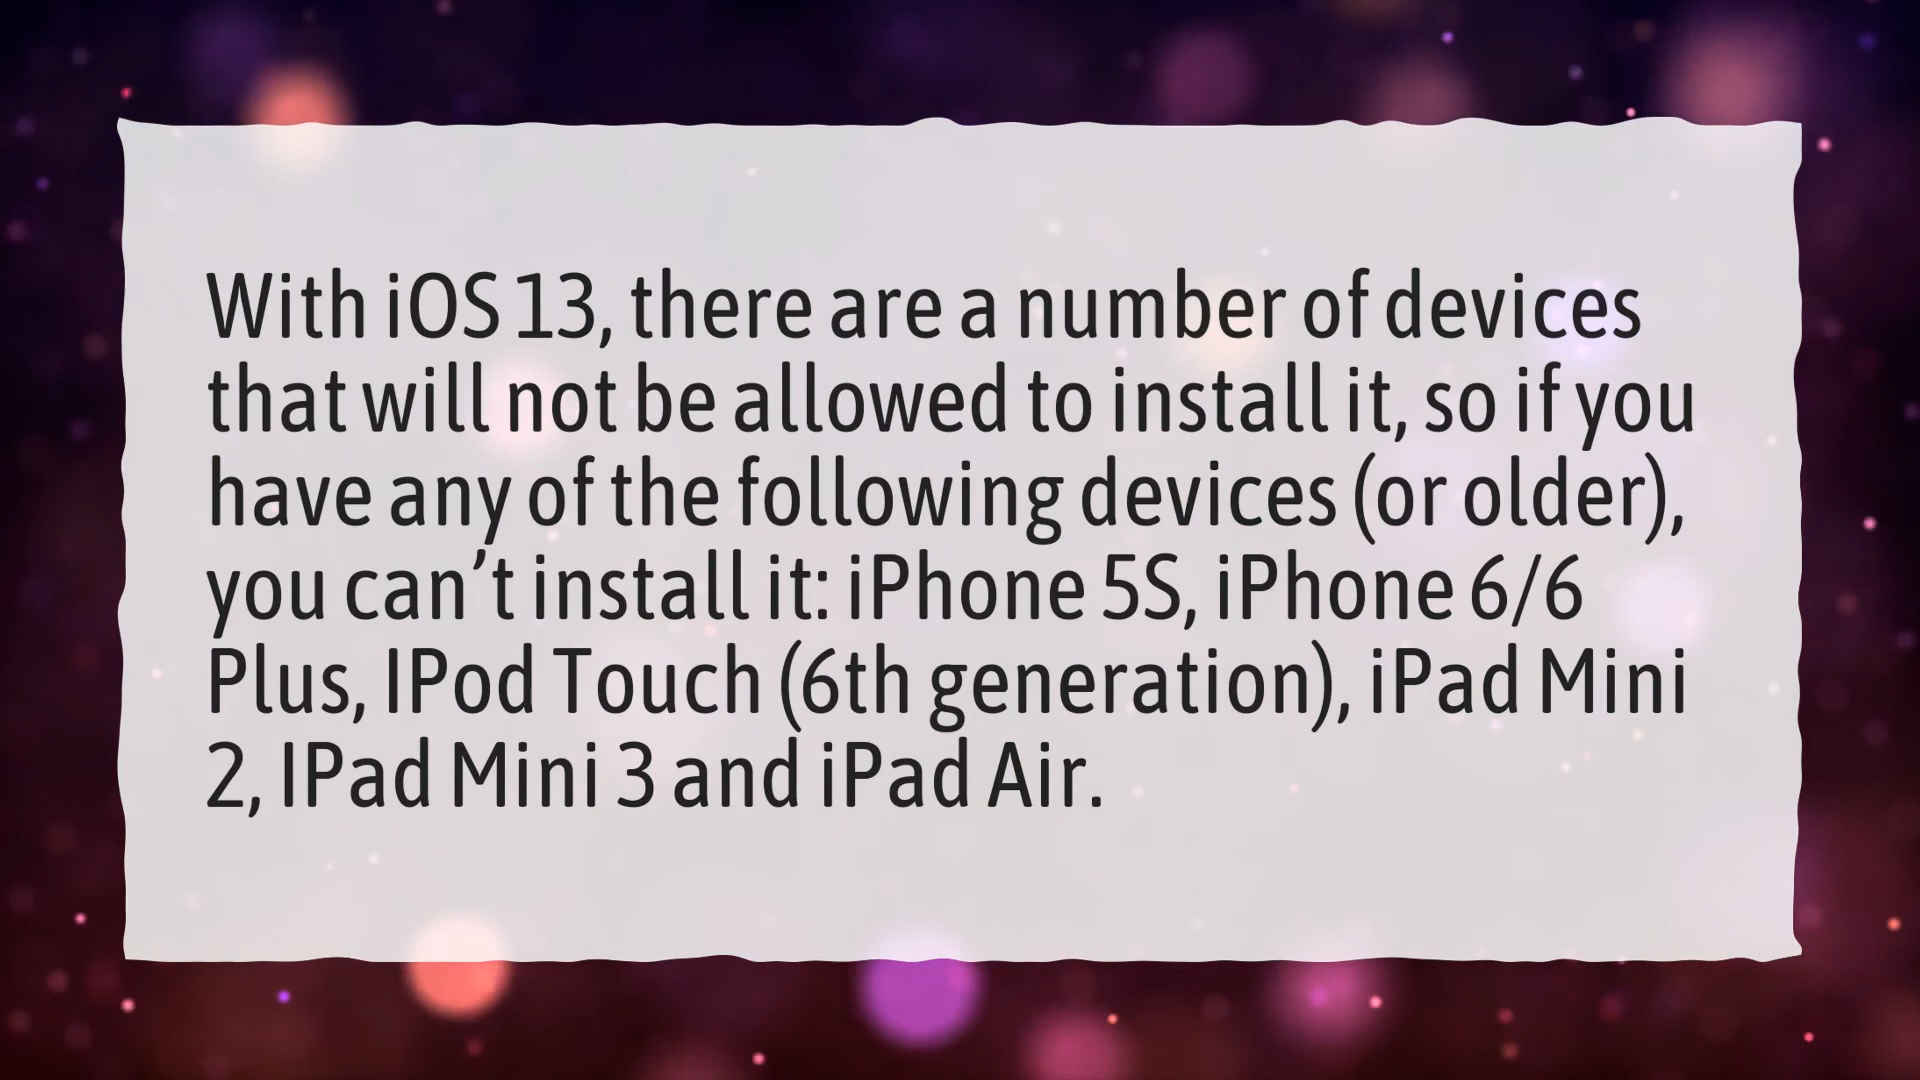 With iOS 13, there are a number of devices
that will not be allowed to install it, so if you
have any of the following devices (or older),
you can’t install it: iPhone 5S, iPhone 6/6
Plus, IPod Touch (6th generation), iPad Mini
2, IPad Mini 3 and iPad Air.